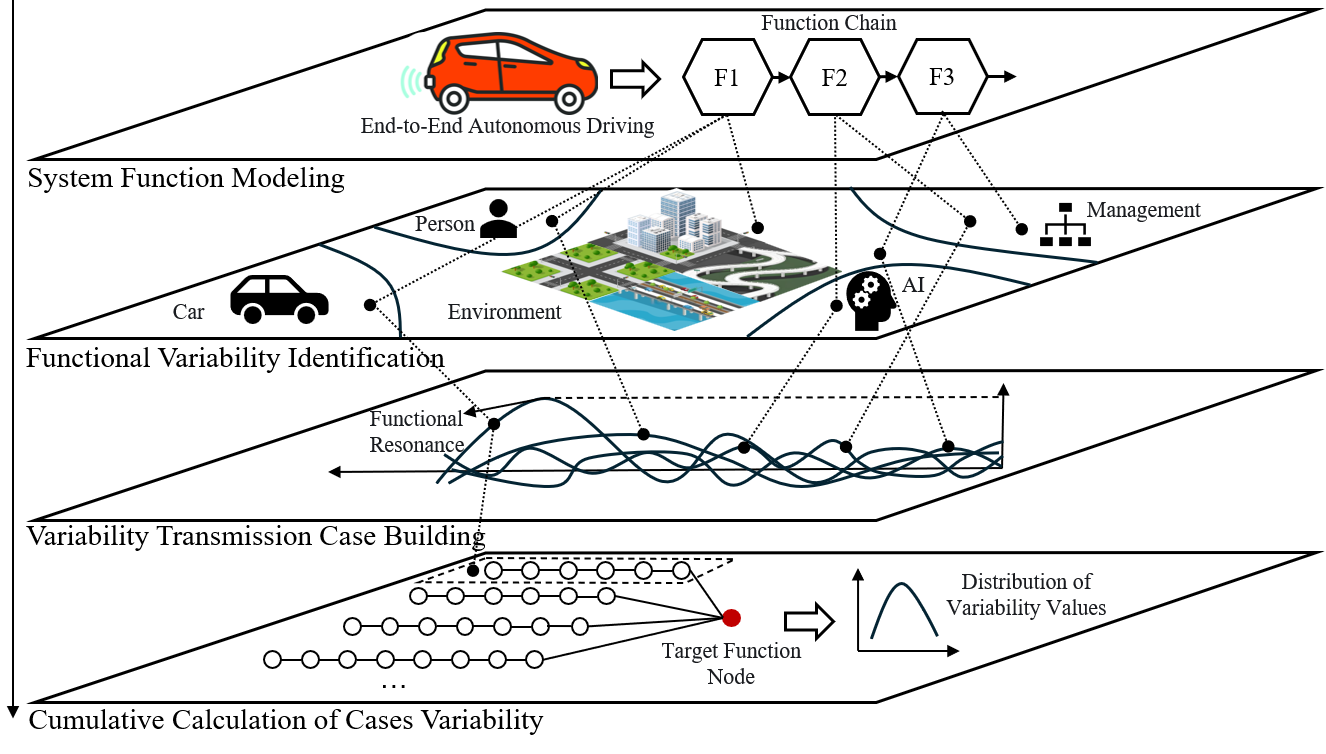 Function Chain
F1
F2
F3
End-to-End Autonomous Driving
System Function Modeling
Person
Management
Car
Environment
AI
Functional Variability Identification
Functional
Resonance
Variability Transmission Case Building
Distribution of
Variability Values
Target Function
Node
...
Cumulative Calculation of Cases Variability